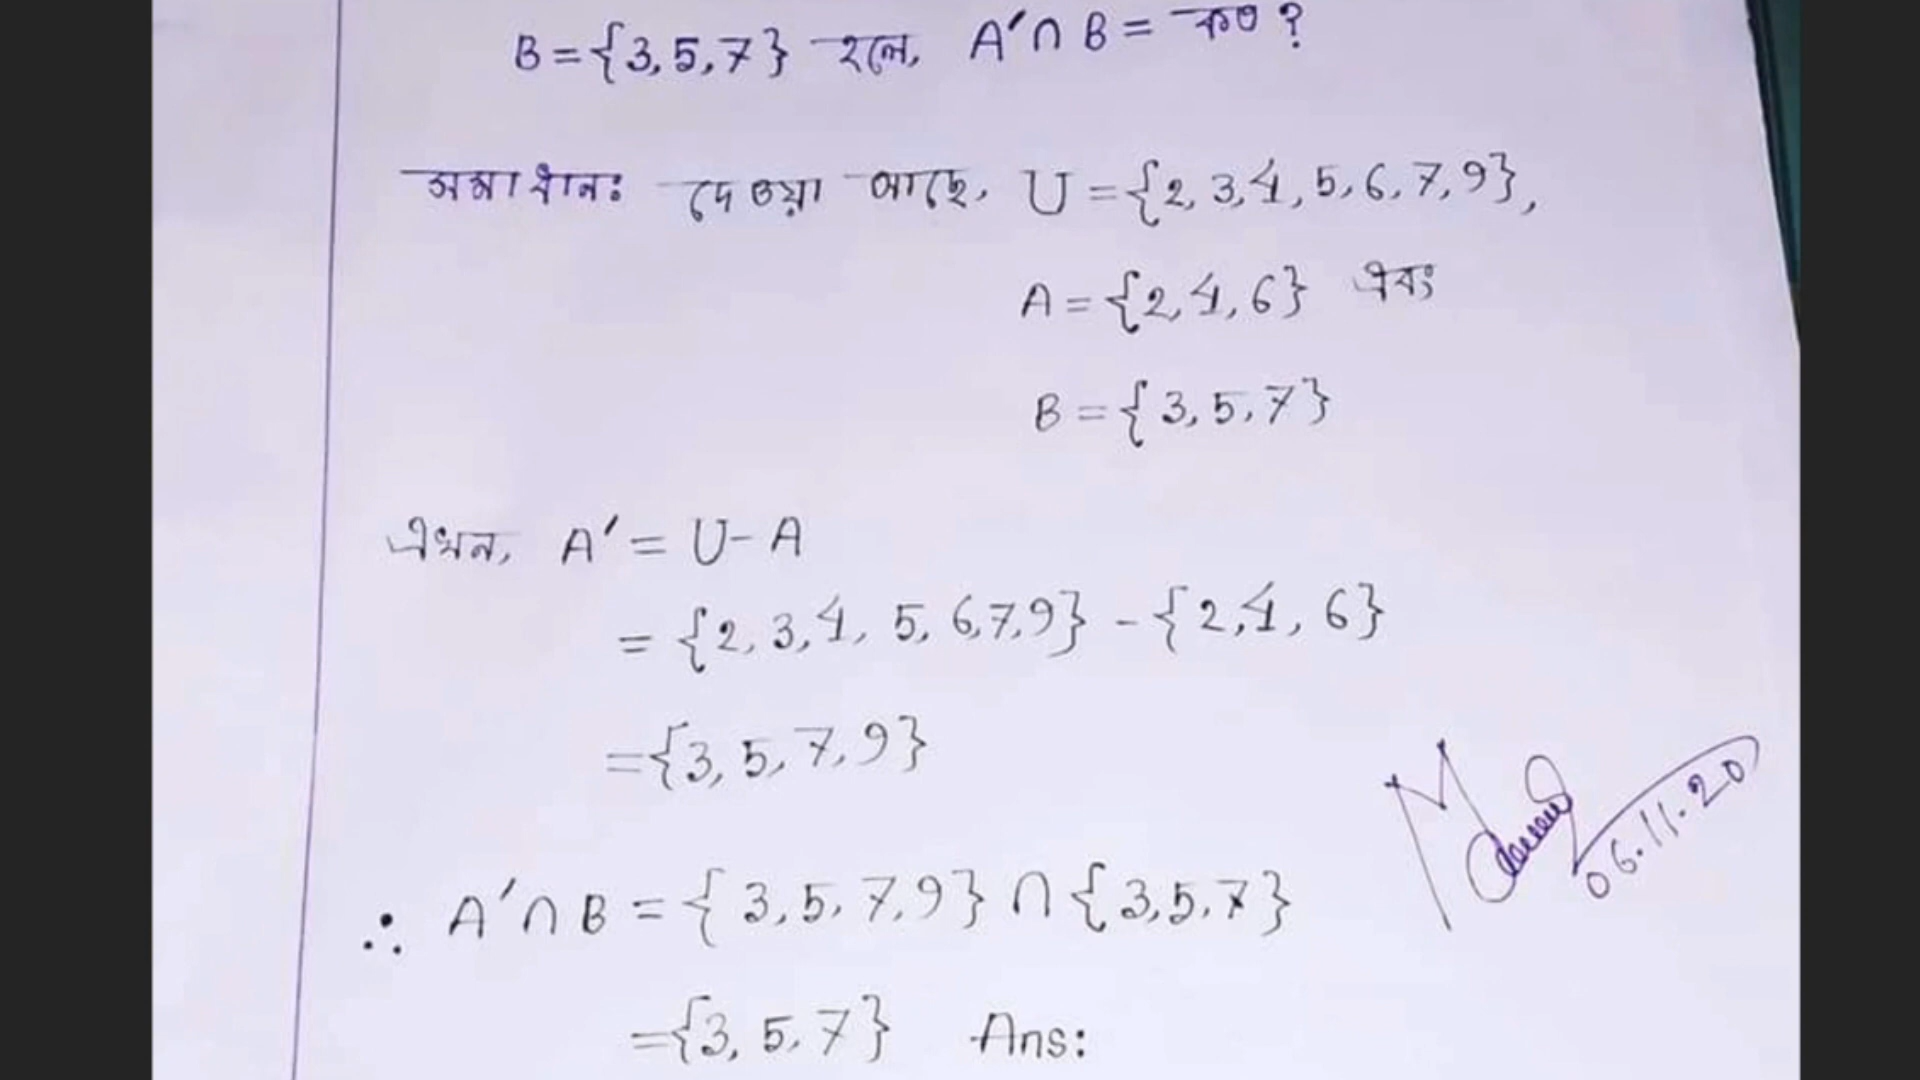 B = {3, 5, 7} হলে, A′∩ B = কত ?
সমাধান: দেওয়া আছে, U = {2, 3, 4, 5, 6, 7, 9},
A = {2, 4, 6} এবং
B = {3, 5, 7}
এখন, A′ = U - A
= {2, 3, 4, 5, 6, 7, 9} - {2, 4, 6}
= {3, 5, 7, 9}
06.11.20
∴ A′∩ B = {3, 5, 7, 9} ∩ {3, 5, 7}
= {3, 5, 7} Ans: